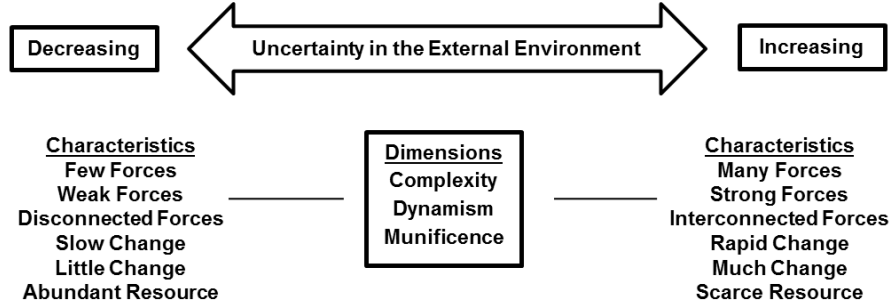 Decreasing
Uncertainty in the External Environment
Increasing
Characteristics
Few Forces
Weak Forces
Disconnected Forces
Slow Change
Little Change
Abundant Resource
Dimensions
Complexity
Dynamism
Munificence
Characteristics
Many Forces
Strong Forces
Interconnected Forces
Rapid Change
Much Change
Scarce Resource